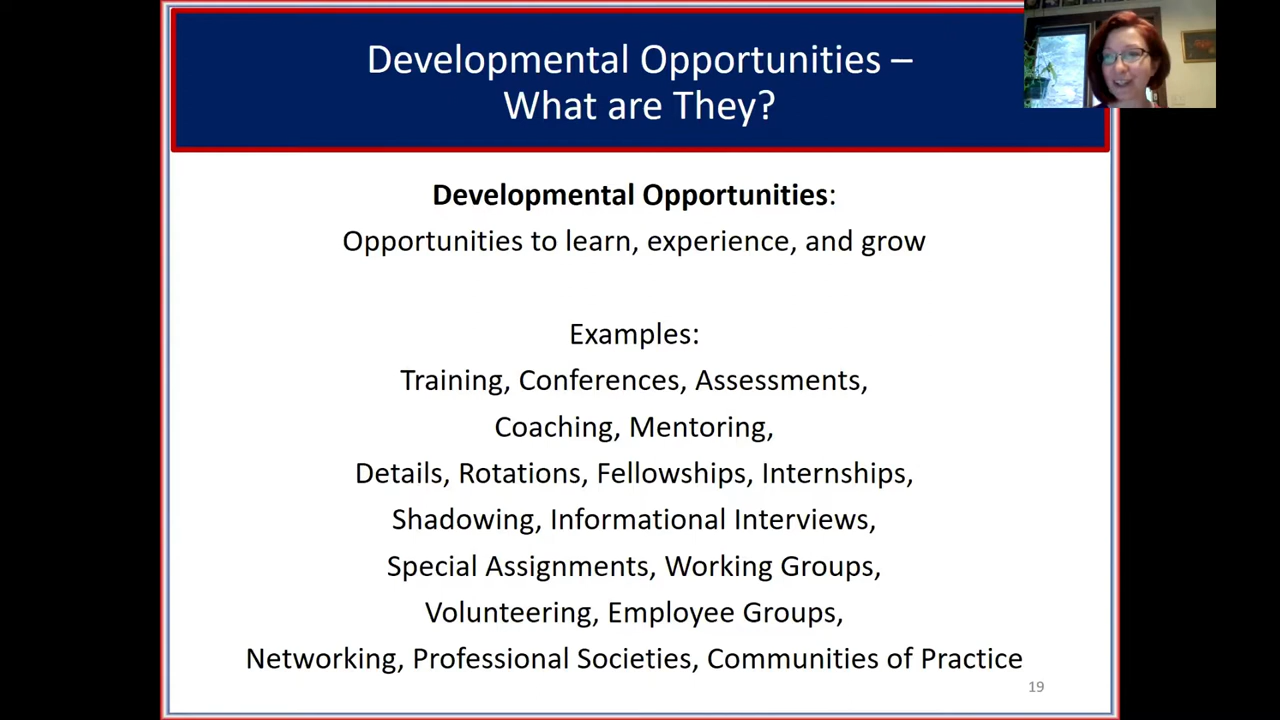 Developmental Opportunities –
What are They?
Developmental Opportunities:
Opportunities to learn, experience, and grow
Examples:
Training, Conferences, Assessments,
Coaching, Mentoring,
Details, Rotations, Fellowships, Internships,
Shadowing, Informational Interviews,
Special Assignments, Working Groups,
Volunteering, Employee Groups,
Networking, Professional Societies, Communities of Practice
19